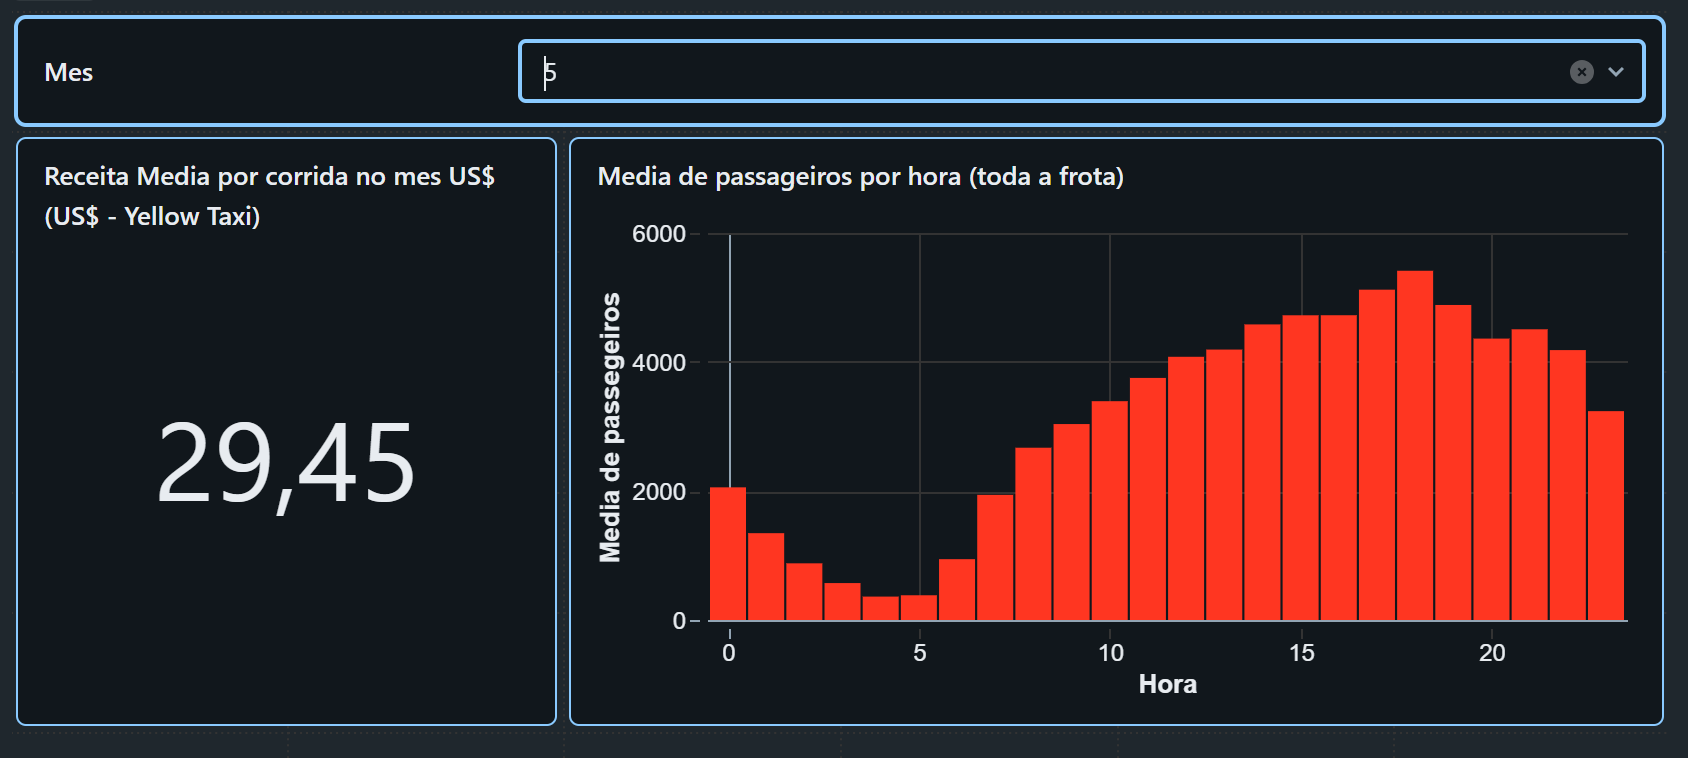 Mes
5
Receita Media por corrida no mes US$
(US$ - Yellow Taxi)
29,45
Media de passageiros por hora (toda a frota)
Media de passegeiros
6000
4000
2000
0
0 5 10 15 20
Hora